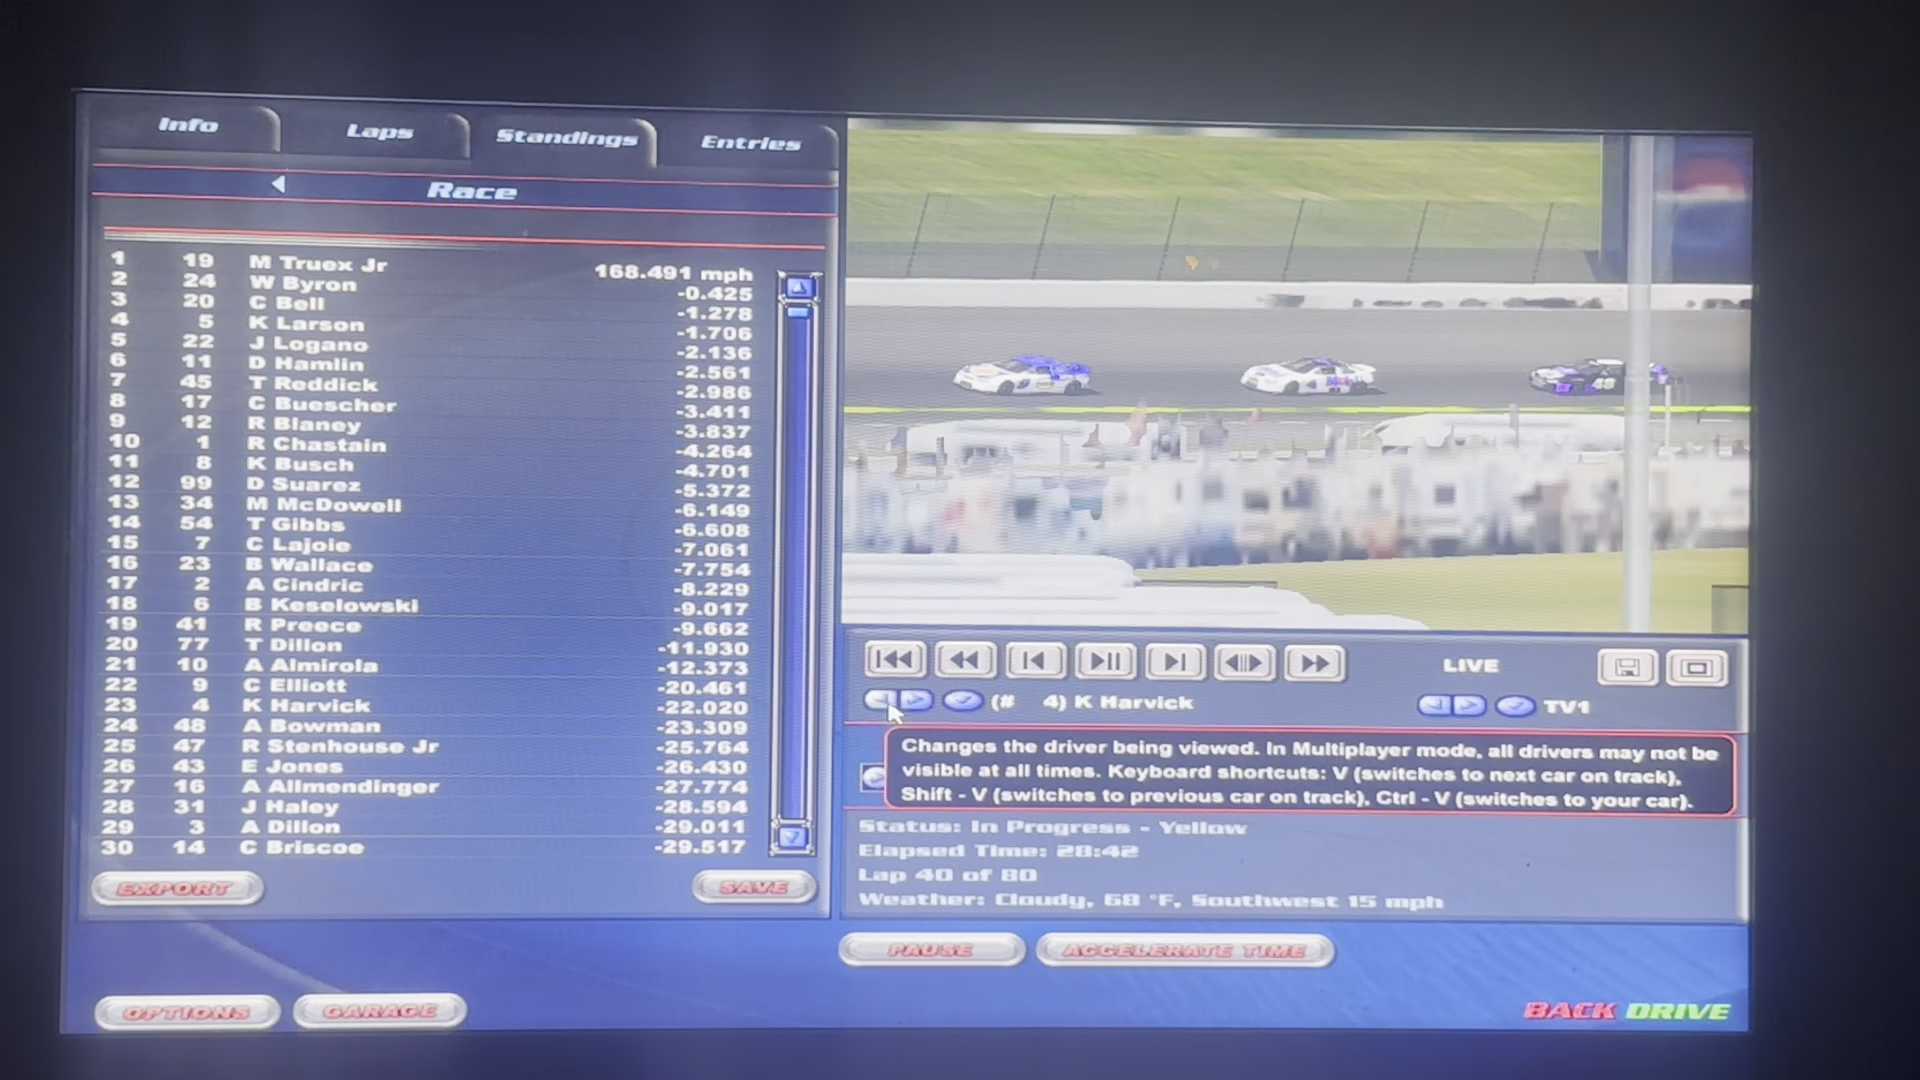 Info Laps Standings Entries
Race
1 19 M Truex Jr 168.491 mph
2 24 W Byron -0.425
3 20 C Bell -1.278
4 5 K Larson -1.706
5 22 J Logano -2.136
6 11 D Hamlin -2.561
7 45 T Reddick -2.986
8 17 C Buescher -3.411
9 12 R Blaney -3.837
10 1 R Chastain -4.264
11 8 K Busch -4.701
12 99 D Suarez -5.372
13 34 M McDowell -6.149
14 54 T Gibbs -6.608
15 7 C Lajoie -7.061
16 23 B Wallace -7.754
17 2 A Cindric -8.229
18 6 B Keselowski -9.017
19 41 R Preece -9.662
20 77 T Dillon -11.930
21 10 A Almirola -12.373
22 9 C Elliott -20.461
23 4 K Harvick -22.020
24 48 A Bowman -23.309
25 47 R Stenhouse Jr -25.764
26 43 E Jones -26.430
27 16 A Allmendinger -27.774
28 31 J Haley -28.594
29 3 A Dillon -29.011
30 14 C Briscoe -29.517
EXPORT SAVE
48
LIVE
(# 4) K Harvick TV1
Changes the driver being viewed. In Multiplayer mode, all drivers may not be
visible at all times. Keyboard shortcuts: V (switches to next car on track),
Shift - V (switches to previous car on track), Ctrl - V (switches to your car).
Status: In Progress - Yellow
Elapsed Time: 28:42
Lap 40 of 80
Weather: Cloudy, 68 °F, Southwest 15 mph
PAUSE ACCELERATE TIME
OPTIONS GARAGE
BACK DRIVE